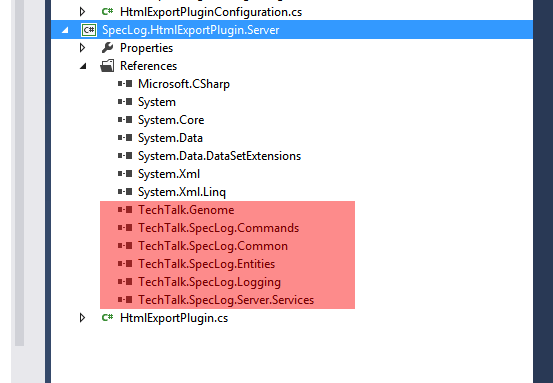 HtmlExportPluginConfiguration.cs
SpecLog.HtmlExportPlugin.Server
Properties
References
Microsoft.CSharp
System
System.Core
System.Data
System.Data.DataSetExtensions
System.Xml
System.Xml.Linq
TechTalk.Genome
TechTalk.SpecLog.Commands
TechTalk.SpecLog.Common
TechTalk.SpecLog.Entities
TechTalk.SpecLog.Logging
TechTalk.SpecLog.Server.Services
C# HtmlExportPlugin.cs